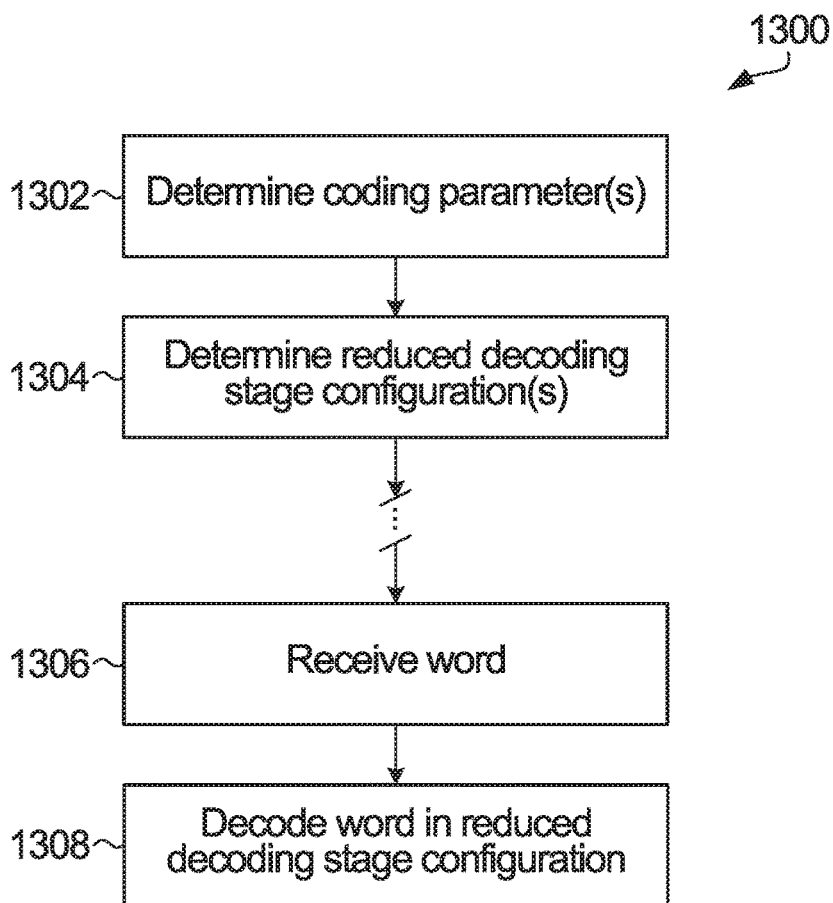 1300
1302
Determine coding parameter(s)
1304
Determine reduced decoding
stage configuration(s)
1306
Receive word
1308
Decode word in reduced
decoding stage configuration